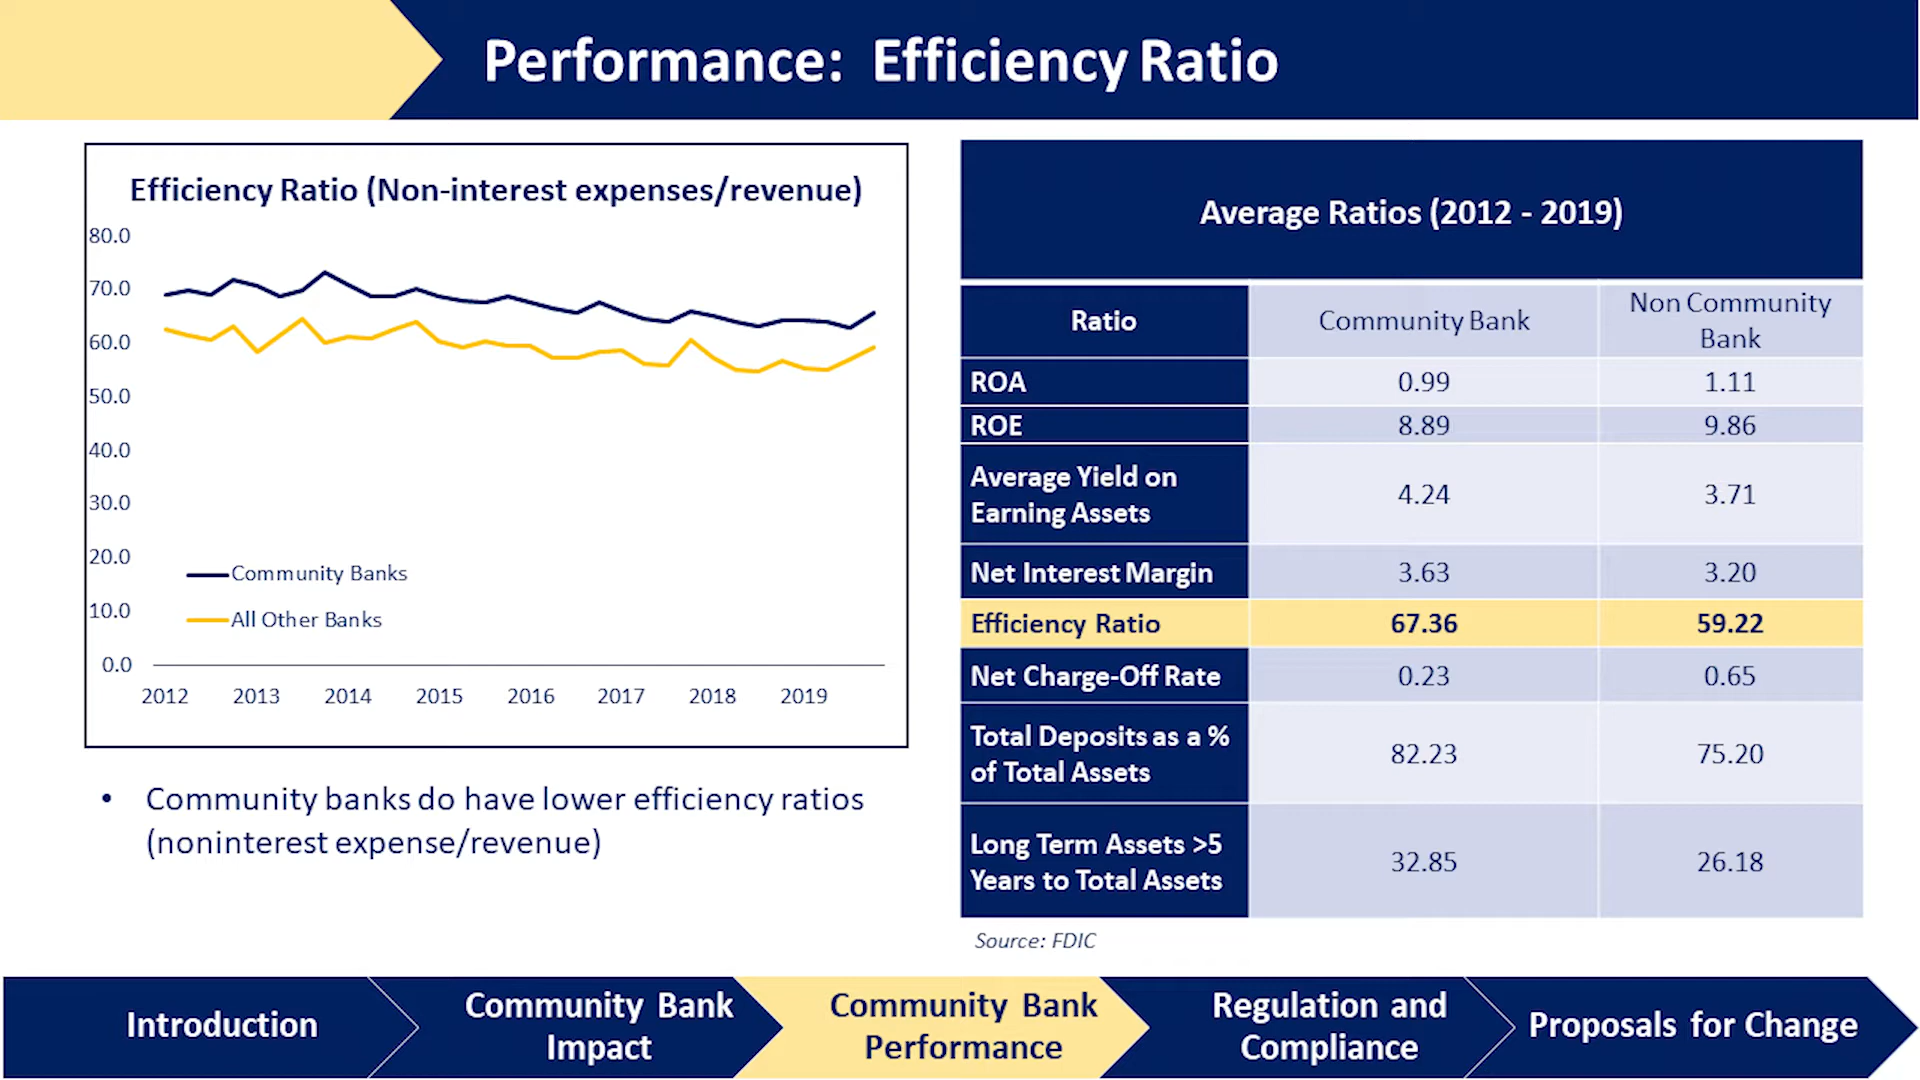 Performance: Efficiency Ratio
Efficiency Ratio (Non-interest expenses/revenue)
80.0
70.0
60.0
50.0
40.0
30.0
20.0
10.0
0.0
Community Banks
All Other Banks
2012 2013 2014 2015 2016 2017 2018 2019
• Community banks do have lower efficiency ratios
(noninterest expense/revenue)
Average Ratios (2012 - 2019)
Ratio Community Bank Non Community
Bank
ROA 0.99 1.11
ROE 8.89 9.86
Average Yield on
Earning Assets 4.24 3.71
Net Interest Margin 3.63 3.20
Efficiency Ratio 67.36 59.22
Net Charge-Off Rate 0.23 0.65
Total Deposits as a %
of Total Assets 82.23 75.20
Long Term Assets >5
Years to Total Assets 32.85 26.18
Source: FDIC
Introduction
Community Bank
Impact
Community Bank
Performance
Regulation and
Compliance
Proposals for Change